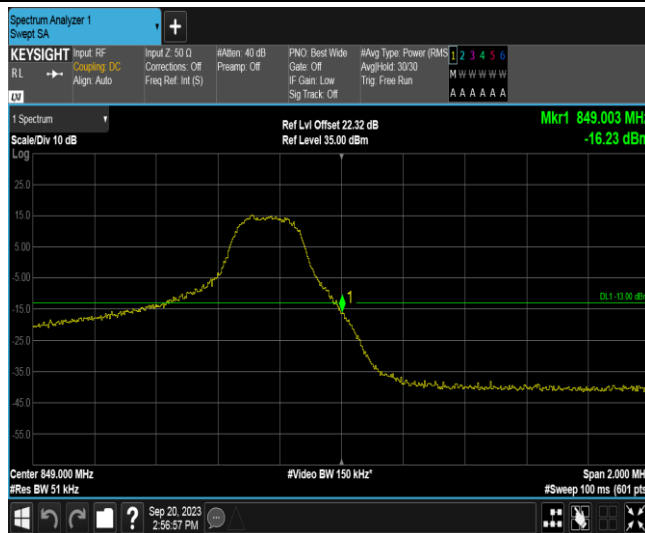 Spectrum Analyzer 1
Swept SA
KEYSIGHT
RL
Input: RF
Coupling: DC
Align: Auto
Input Z: 50 Ω
Corrections: Off
Freq Ref: Int (S)
#Atten: 40 dB
Preamp: Off
PNO: Best Wide
Gate: Off
IF Gain: Low
Sig Track: Off
#Avg Type: Power (RMS
Avg|Hold: 30/30
Trig: Free Run
1 2 3 4 5 6
M W W W W W
A A A A A A
LXI
1 Spectrum
Scale/Div 10 dB
Log
Ref Lvl Offset 22.32 dB
Ref Level 35.00 dBm
Mkr1 849.003 MHz
-16.23 dBm
25.0
15.0
5.00
-5.00
1
DL1 -13.00 dBm
-15.0
-25.0
-35.0
-45.0
-55.0
Center 849.000 MHz
#Res BW 51 kHz
#Video BW 150 kHz*
Span 2.000 MH
#Sweep 100 ms (601 pts
?
Sep 20, 2023
2:56:57 PM